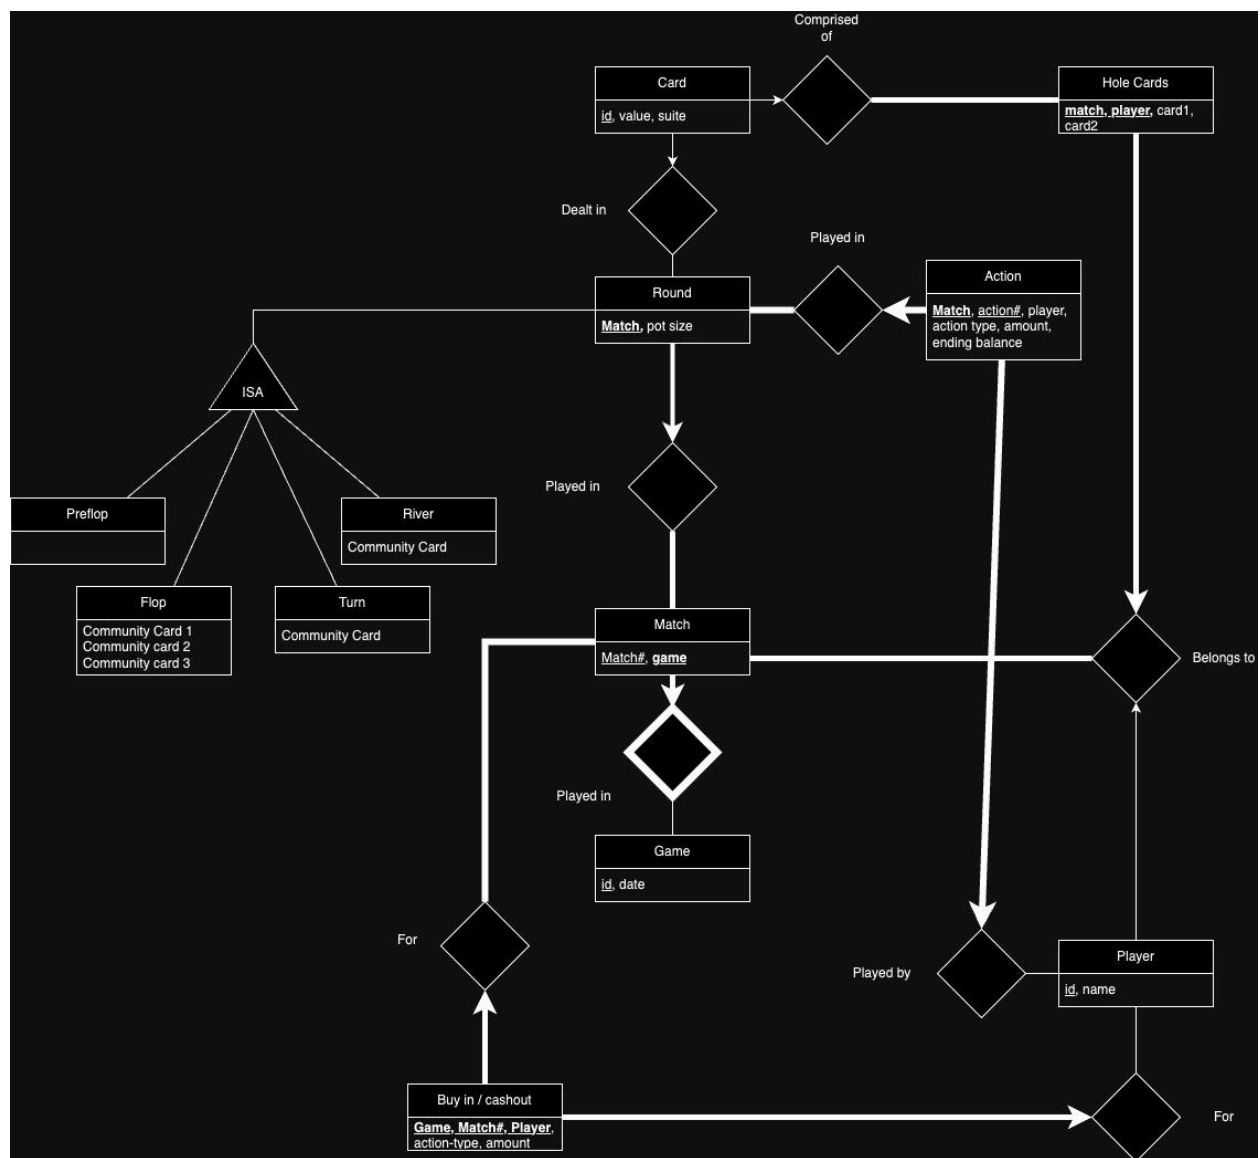 Comprised
of
Card
id, value, suite
Hole Cards
match, player, card1,
card2
Dealt in
Played in
Round
Match, pot size
Action
Match, action#, player,
action type, amount,
ending balance
ISA
Played in
Preflop
River
Community Card
Flop
Community Card 1
Community card 2
Community card 3
Turn
Community Card
Match
Match#, game
Belongs to
Played in
Game
id, date
For
Played by
Player
id, name
Buy in / cashout
Game, Match#, Player,
action-type, amount
For